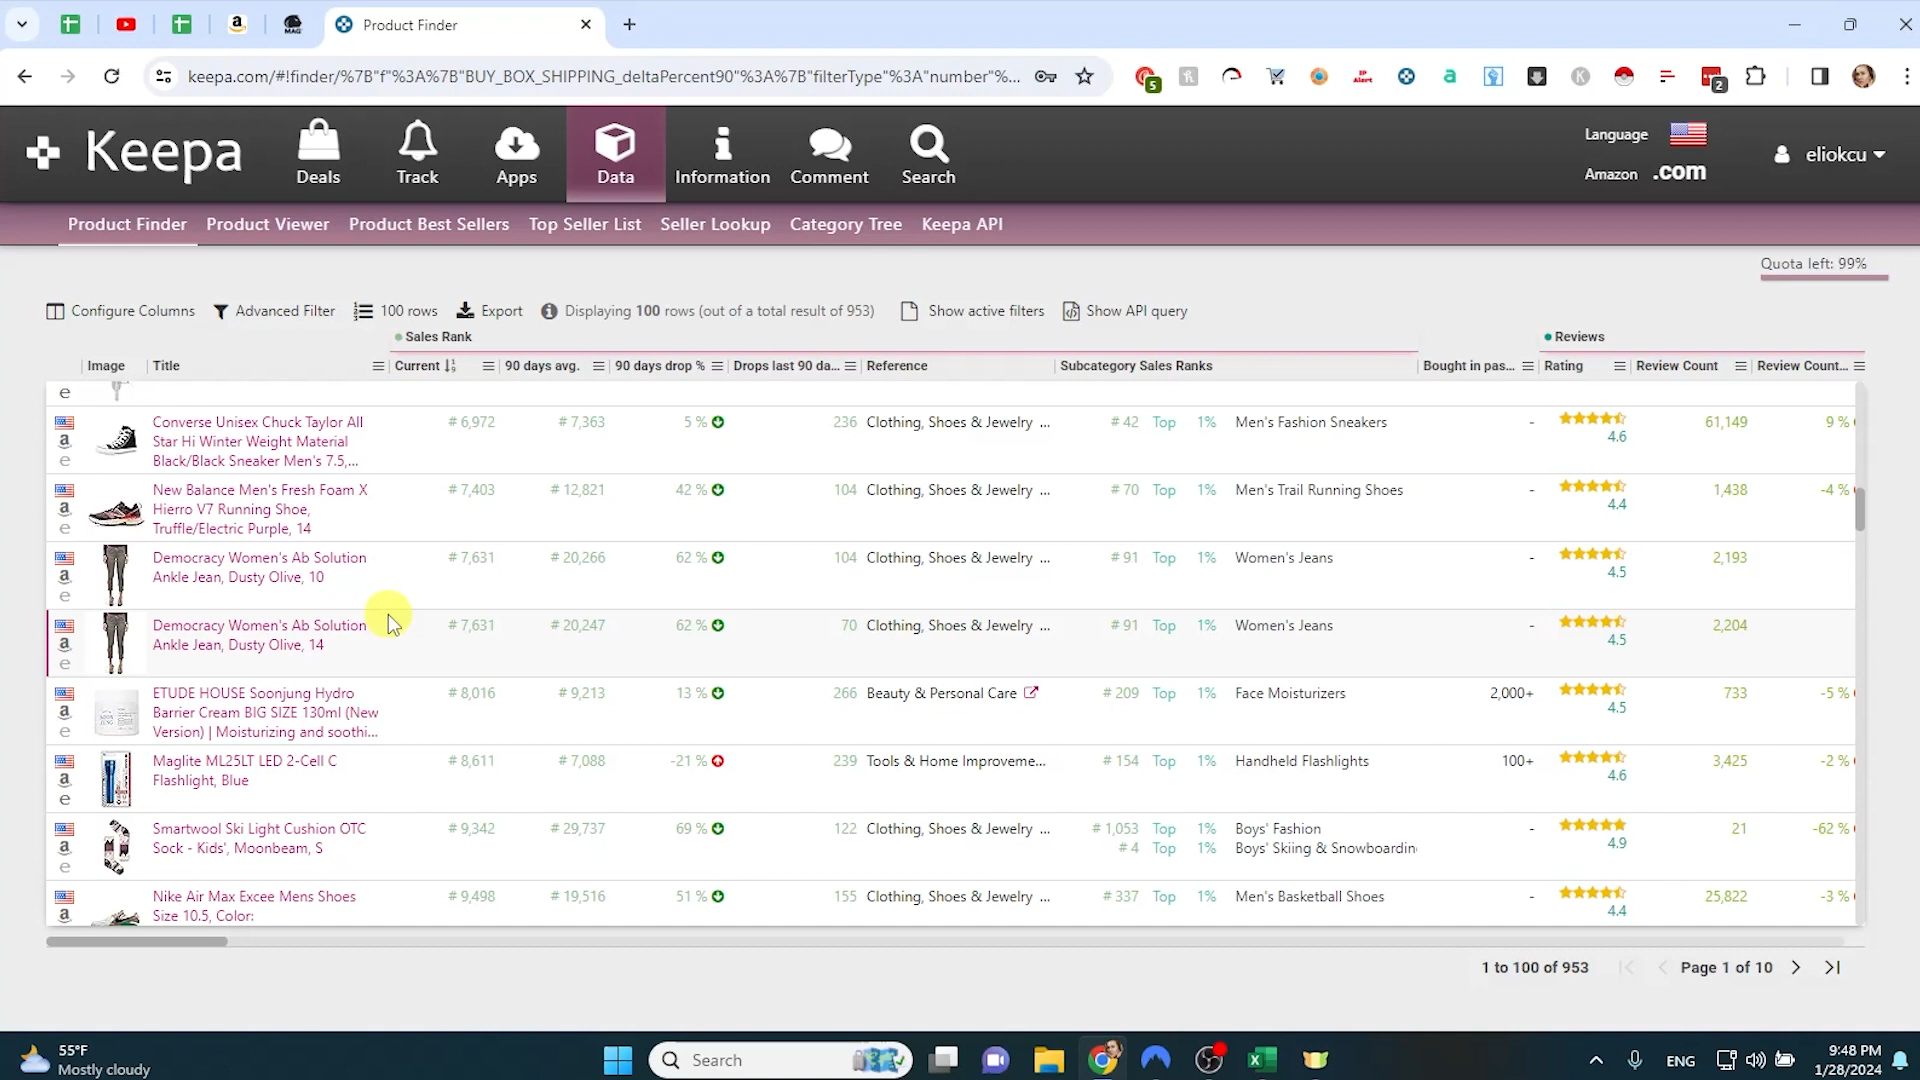 Product Finder
keepa.com/#!finder/%7B"f"%3A%7B"BUY_BOX_SHIPPING_deltaPercent90"%3A%7B"filterType"%3A"number"%...
5
IP Alert
2
Keepa
Deals
Track
Apps
Data
Information
Comment
Search
Language
Amazon .com
eliokcu
Product Finder Product Viewer Product Best Sellers Top Seller List Seller Lookup Category Tree Keepa API
Quota left: 99%
Configure Columns Advanced Filter 100 rows Export Displaying 100 rows (out of a total result of 953) Show active filters Show API query
Sales Rank Reviews
Image Title Current 90 days avg. 90 days drop % Drops last 90 da... Reference Subcategory Sales Ranks Bought in pas... Rating Review Count Review Count...
Converse Unisex Chuck Taylor All # 6,972 # 7,363 5 % 236 Clothing, Shoes & Jewelry ... # 42 Top 1% Men's Fashion Sneakers - 61,149 9 %
Star Hi Winter Weight Material 4.6
Black/Black Sneaker Men's 7.5,...
New Balance Men's Fresh Foam X # 7,403 # 12,821 42 % 104 Clothing, Shoes & Jewelry ... # 70 Top 1% Men's Trail Running Shoes - 1,438 -4 %
Hierro V7 Running Shoe, 4.4
Truffle/Electric Purple, 14
Democracy Women's Ab Solution # 7,631 # 20,266 62 % 104 Clothing, Shoes & Jewelry ... # 91 Top 1% Women's Jeans - 2,193
Ankle Jean, Dusty Olive, 10 4.5
Democracy Women's Ab Solution # 7,631 # 20,247 62 % 70 Clothing, Shoes & Jewelry ... # 91 Top 1% Women's Jeans - 2,204
Ankle Jean, Dusty Olive, 14 4.5
ETUDE HOUSE Soonjung Hydro # 8,016 # 9,213 13 % 266 Beauty & Personal Care # 209 Top 1% Face Moisturizers 2,000+ 733 -5 %
Barrier Cream BIG SIZE 130ml (New 4.5
Version) | Moisturizing and soothi...
Maglite ML25LT LED 2-Cell C # 8,611 # 7,088 -21 % 239 Tools & Home Improveme... # 154 Top 1% Handheld Flashlights 100+ 3,425 -2 %
Flashlight, Blue 4.6
Smartwool Ski Light Cushion OTC # 9,342 # 29,737 69 % 122 Clothing, Shoes & Jewelry ... # 1,053 Top 1% Boys' Fashion - 21 -62 %
Sock - Kids', Moonbeam, S # 4 Top 1% Boys' Skiing & Snowboardin 4.9
Nike Air Max Excee Mens Shoes # 9,498 # 19,516 51 % 155 Clothing, Shoes & Jewelry ... # 337 Top 1% Men's Basketball Shoes - 25,822 -3 %
Size 10.5, Color: 4.4
1 to 100 of 953 Page 1 of 10
55°F
Mostly cloudy
Search
ENG
9:48 PM
1/28/2024